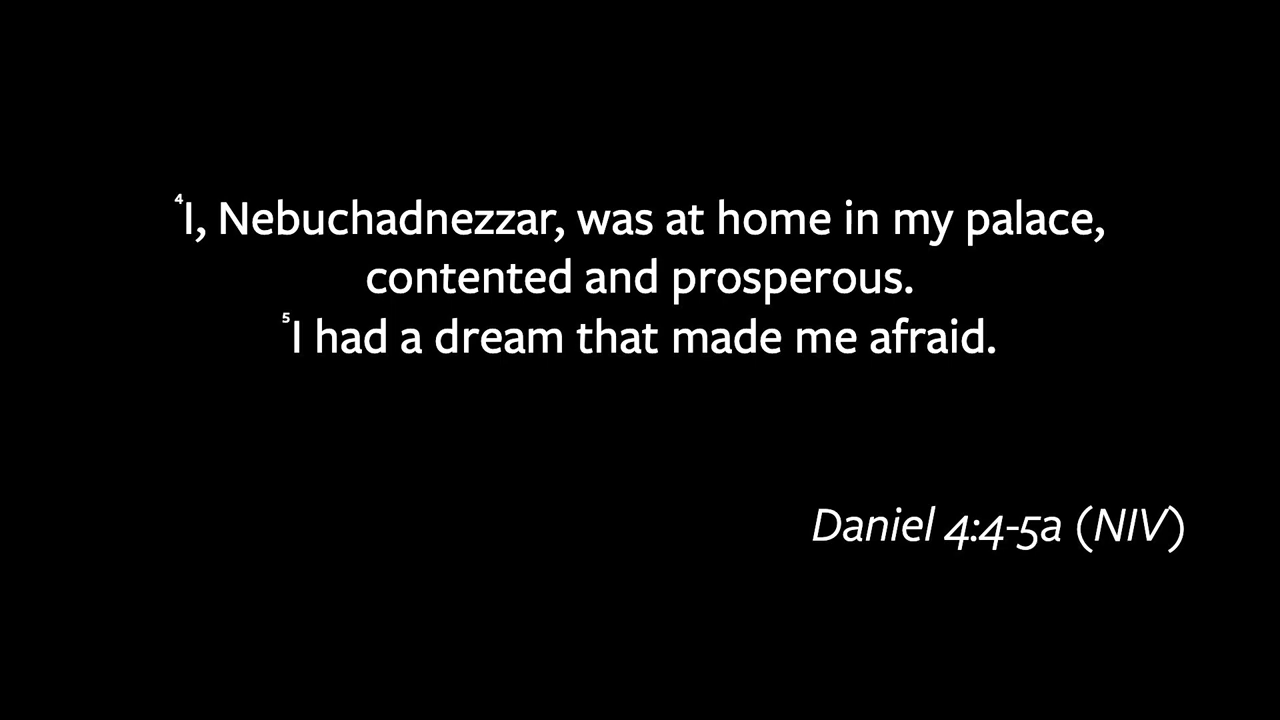 ⁴I, Nebuchadnezzar, was at home in my palace,
contented and prosperous.
⁵I had a dream that made me afraid.
Daniel 4:4-5a (NIV)